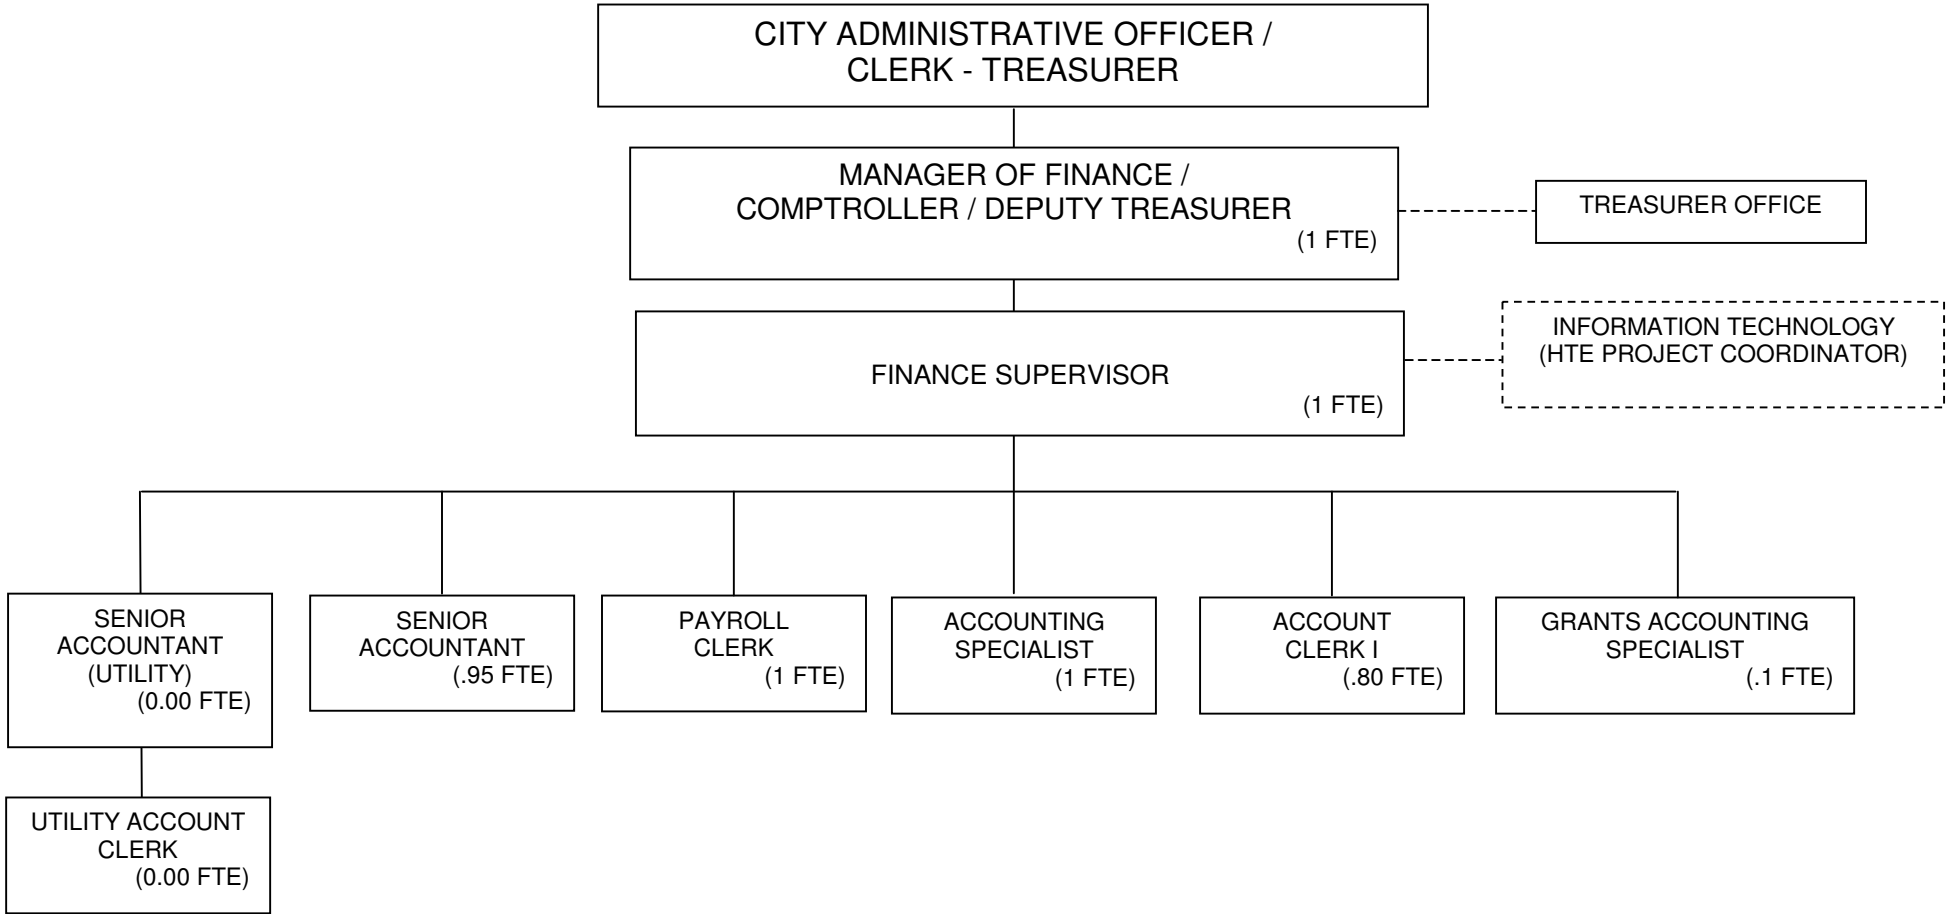 CITY ADMINISTRATIVE OFFICER /
CLERK - TREASURER
MANAGER OF FINANCE /
COMPTROLLER / DEPUTY TREASURER
(1 FTE)
TREASURER OFFICE
INFORMATION TECHNOLOGY
(HTE PROJECT COORDINATOR)
FINANCE SUPERVISOR
(1 FTE)
SENIOR
ACCOUNTANT
(UTILITY)
(0.00 FTE)
SENIOR
ACCOUNTANT
(.95 FTE)
PAYROLL
CLERK
(1 FTE)
ACCOUNTING
SPECIALIST
(1 FTE)
ACCOUNT
CLERK I
(.80 FTE)
GRANTS ACCOUNTING
SPECIALIST
(.1 FTE)
UTILITY ACCOUNT
CLERK
(0.00 FTE)